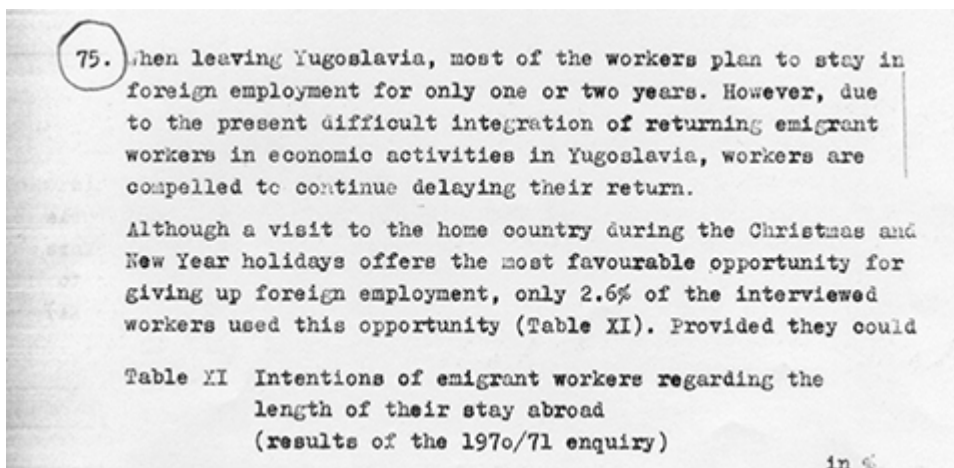 75. When leaving Yugoslavia, most of the workers plan to stay in
foreign employment for only one or two years. However, due
to the present difficult integration of returning emigrant
workers in economic activities in Yugoslavia, workers are
compelled to continue delaying their return.
Although a visit to the home country during the Christmas and
New Year holidays offers the most favourable opportunity for
giving up foreign employment, only 2.6% of the interviewed
workers used this opportunity (Table XI). Provided they could
Table XI Intentions of emigrant workers regarding the
length of their stay abroad
(results of the 197o/71 enquiry)
in %